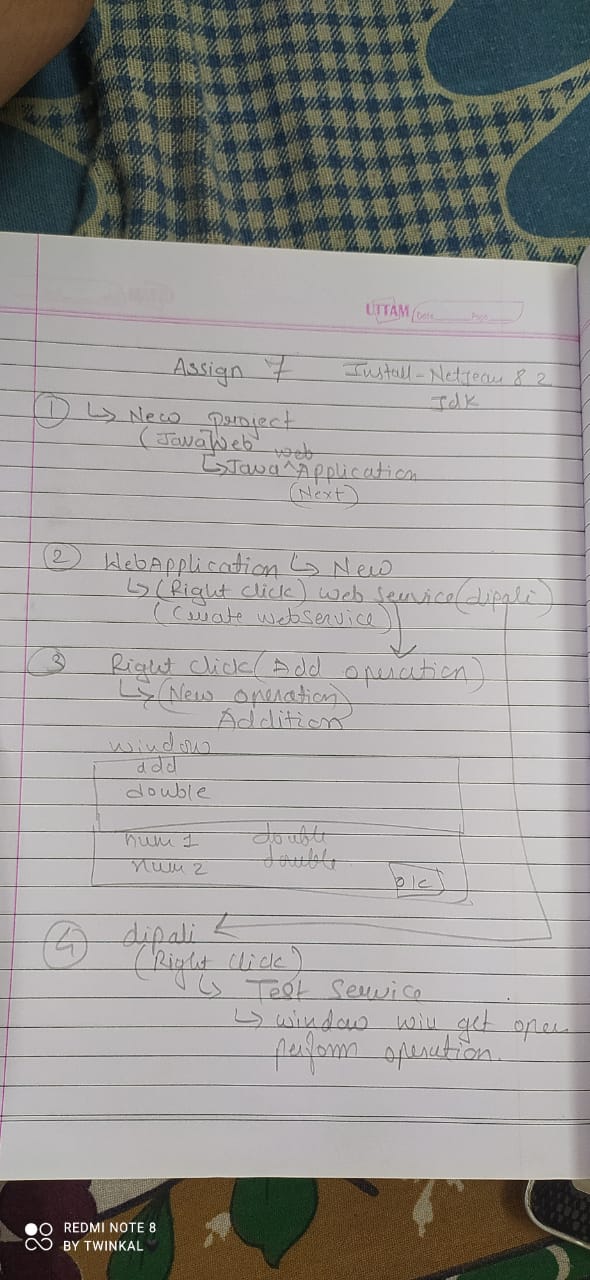 UTTAM Date Page
Assign 7 Install - Netbean 8 2
Jdk
① ↳ New project
(JavaWeb
↳ Java ^ web Application
(Next)
② WebApplication ↳ New
↳ (Right click) web service (dipali)
(Create WebService)
③ Right click (Add operation)
↳ (New operation)
Addition
window
add
double
num 1 double
num 2 double
ok
④ dipali
(Right click)
↳ Test Service
↳ window will get open
perform operation.
REDMI NOTE 8
BY TWINKAL